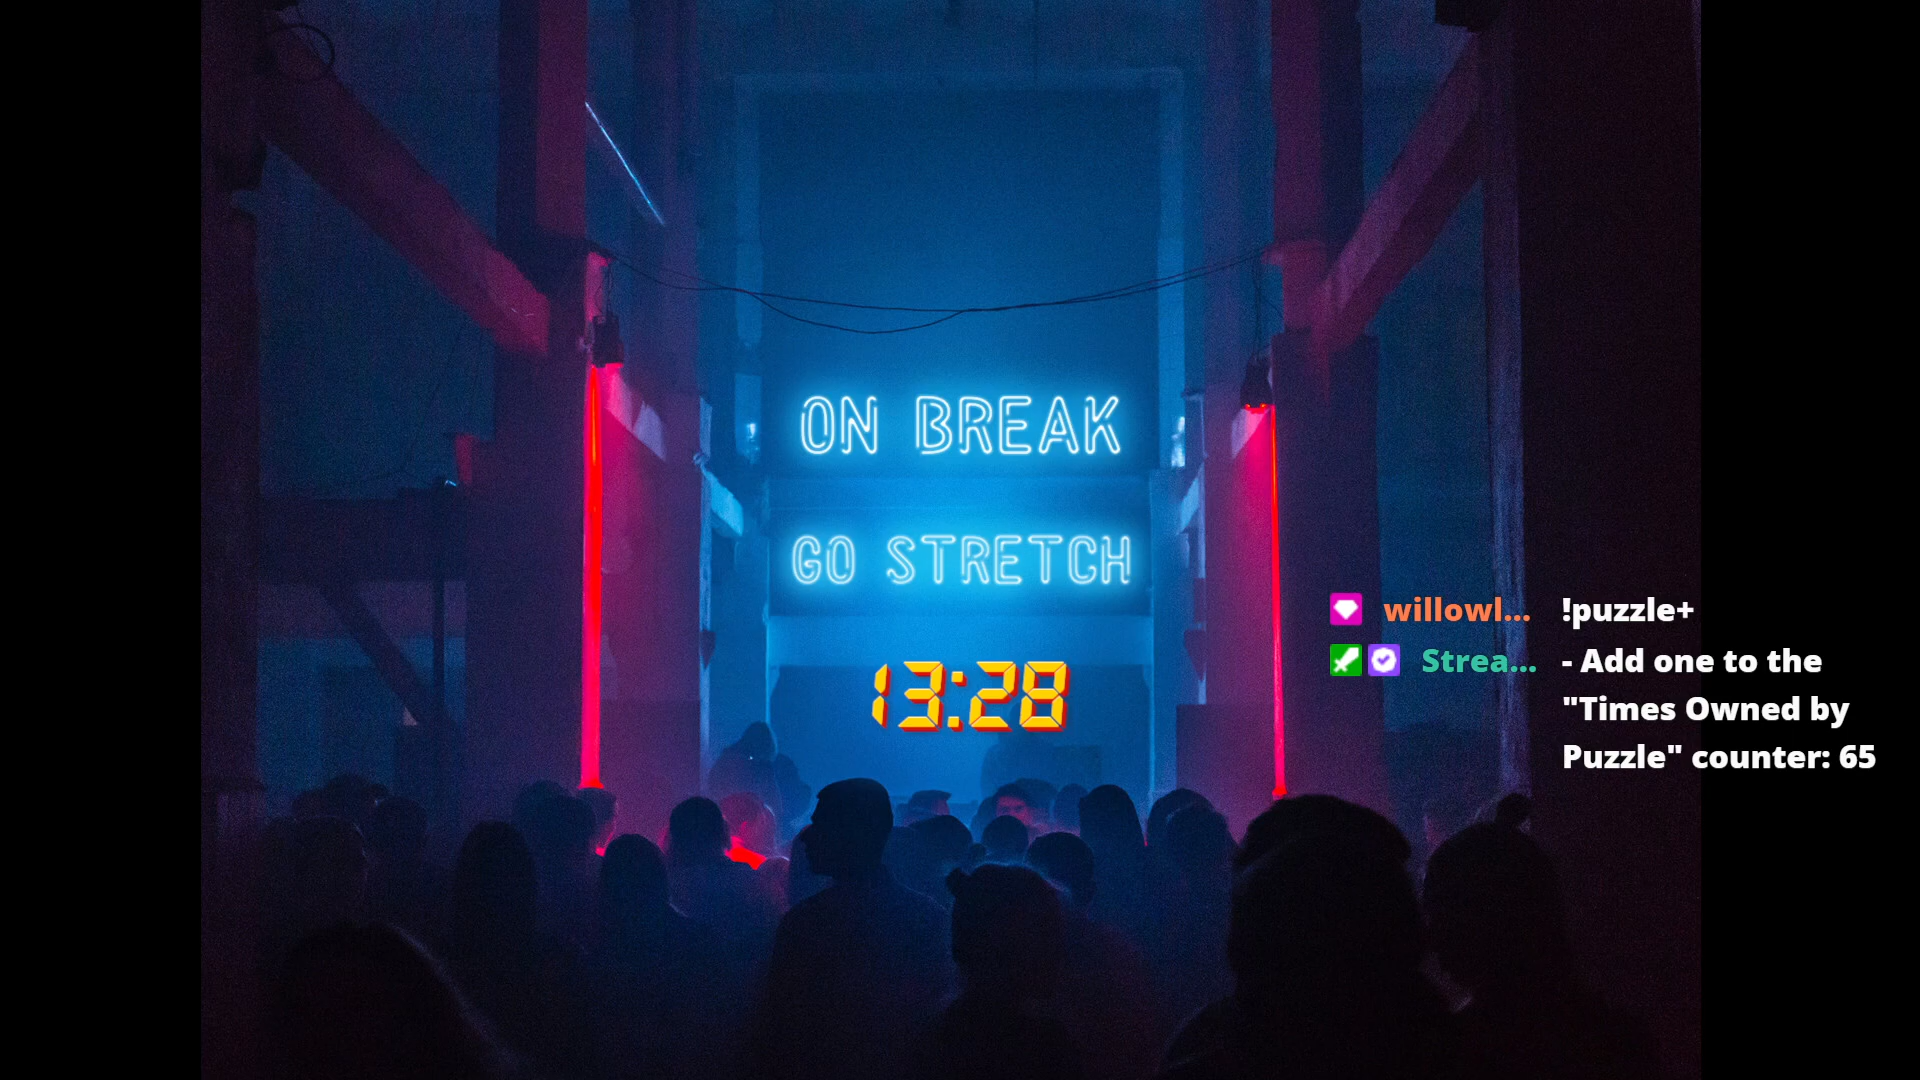 ON BREAK
GO STRETCH
13:28
willowl... !puzzle+
Strea... - Add one to the
"Times Owned by
Puzzle" counter: 65